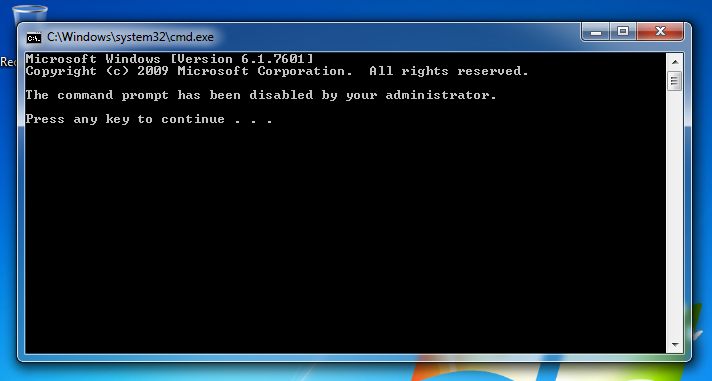 Rec
C:\Windows\system32\cmd.exe
Microsoft Windows [Version 6.1.7601]
Copyright (c) 2009 Microsoft Corporation.  All rights reserved.
The command prompt has been disabled by your administrator.
Press any key to continue . . .